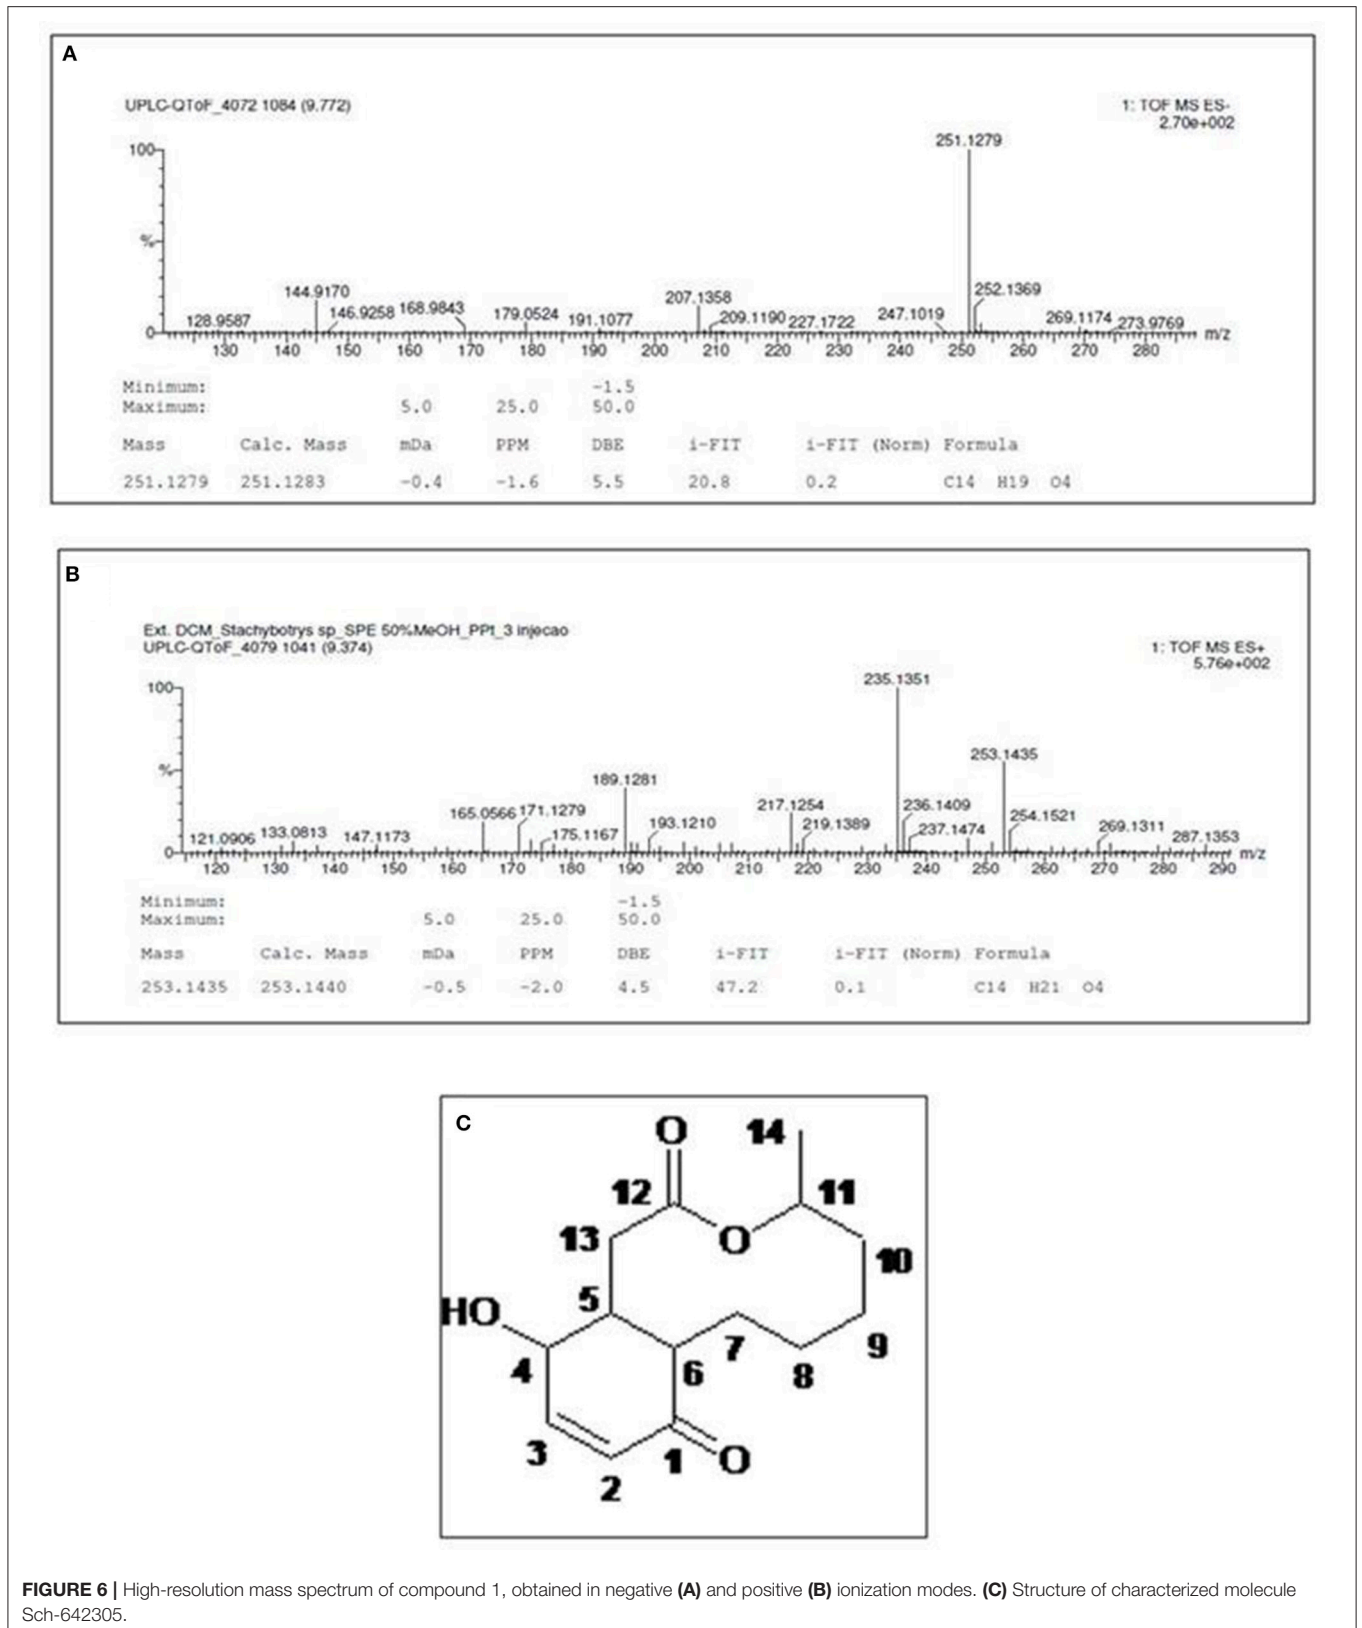 A
UPLC-QToF_4072 1084 (9.772)
1: TOF MS ES-
2.70e+002
251.1279
100
%
0
144.9170
128.9587
146.9258
168.9843
179.0524
191.1077
207.1358
209.1190
227.1722
247.1019
252.1369
269.1174
273.9769
130 140 150 160 170 180 190 200 210 220 230 240 250 260 270 280 m/z
Minimum: -1.5
Maximum: 5.0 25.0 50.0
Mass Calc. Mass mDa PPM DBE i-FIT i-FIT (Norm) Formula
251.1279 251.1283 -0.4 -1.6 5.5 20.8 0.2 C14 H19 O4
B
Ext. DCM_Stachybotrys sp_SPE 50%MeOH_PPt_3 injecao
UPLC-QToF_4079 1041 (9.374)
1: TOF MS ES+
5.76e+002
235.1351
100
%
0
253.1435
189.1281
165.0566
171.1279
217.1254
236.1409
254.1521
121.0906
133.0813
147.1173
175.1167
193.1210
219.1389
237.1474
269.1311
287.1353
120 130 140 150 160 170 180 190 200 210 220 230 240 250 260 270 280 290 m/z
Minimum: -1.5
Maximum: 5.0 25.0 50.0
Mass Calc. Mass mDa PPM DBE i-FIT i-FIT (Norm) Formula
253.1435 253.1440 -0.5 -2.0 4.5 47.2 0.1 C14 H21 O4
C
O 14
12 11
13 O 10
HO 5
4 6 7 8 9
3 2 1 O
FIGURE 6 | High-resolution mass spectrum of compound 1, obtained in negative (A) and positive (B) ionization modes. (C) Structure of characterized molecule
Sch-642305.